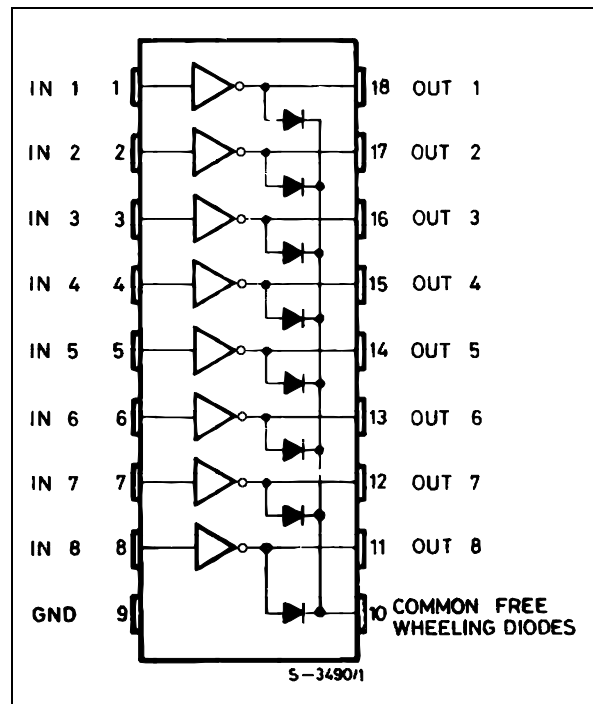 IN 1 1 18 OUT 1
IN 2 2 17 OUT 2
IN 3 3 16 OUT 3
IN 4 4 15 OUT 4
IN 5 5 14 OUT 5
IN 6 6 13 OUT 6
IN 7 7 12 OUT 7
IN 8 8 11 OUT 8
GND 9 10 COMMON FREE
WHEELING DIODES
S-3490/1